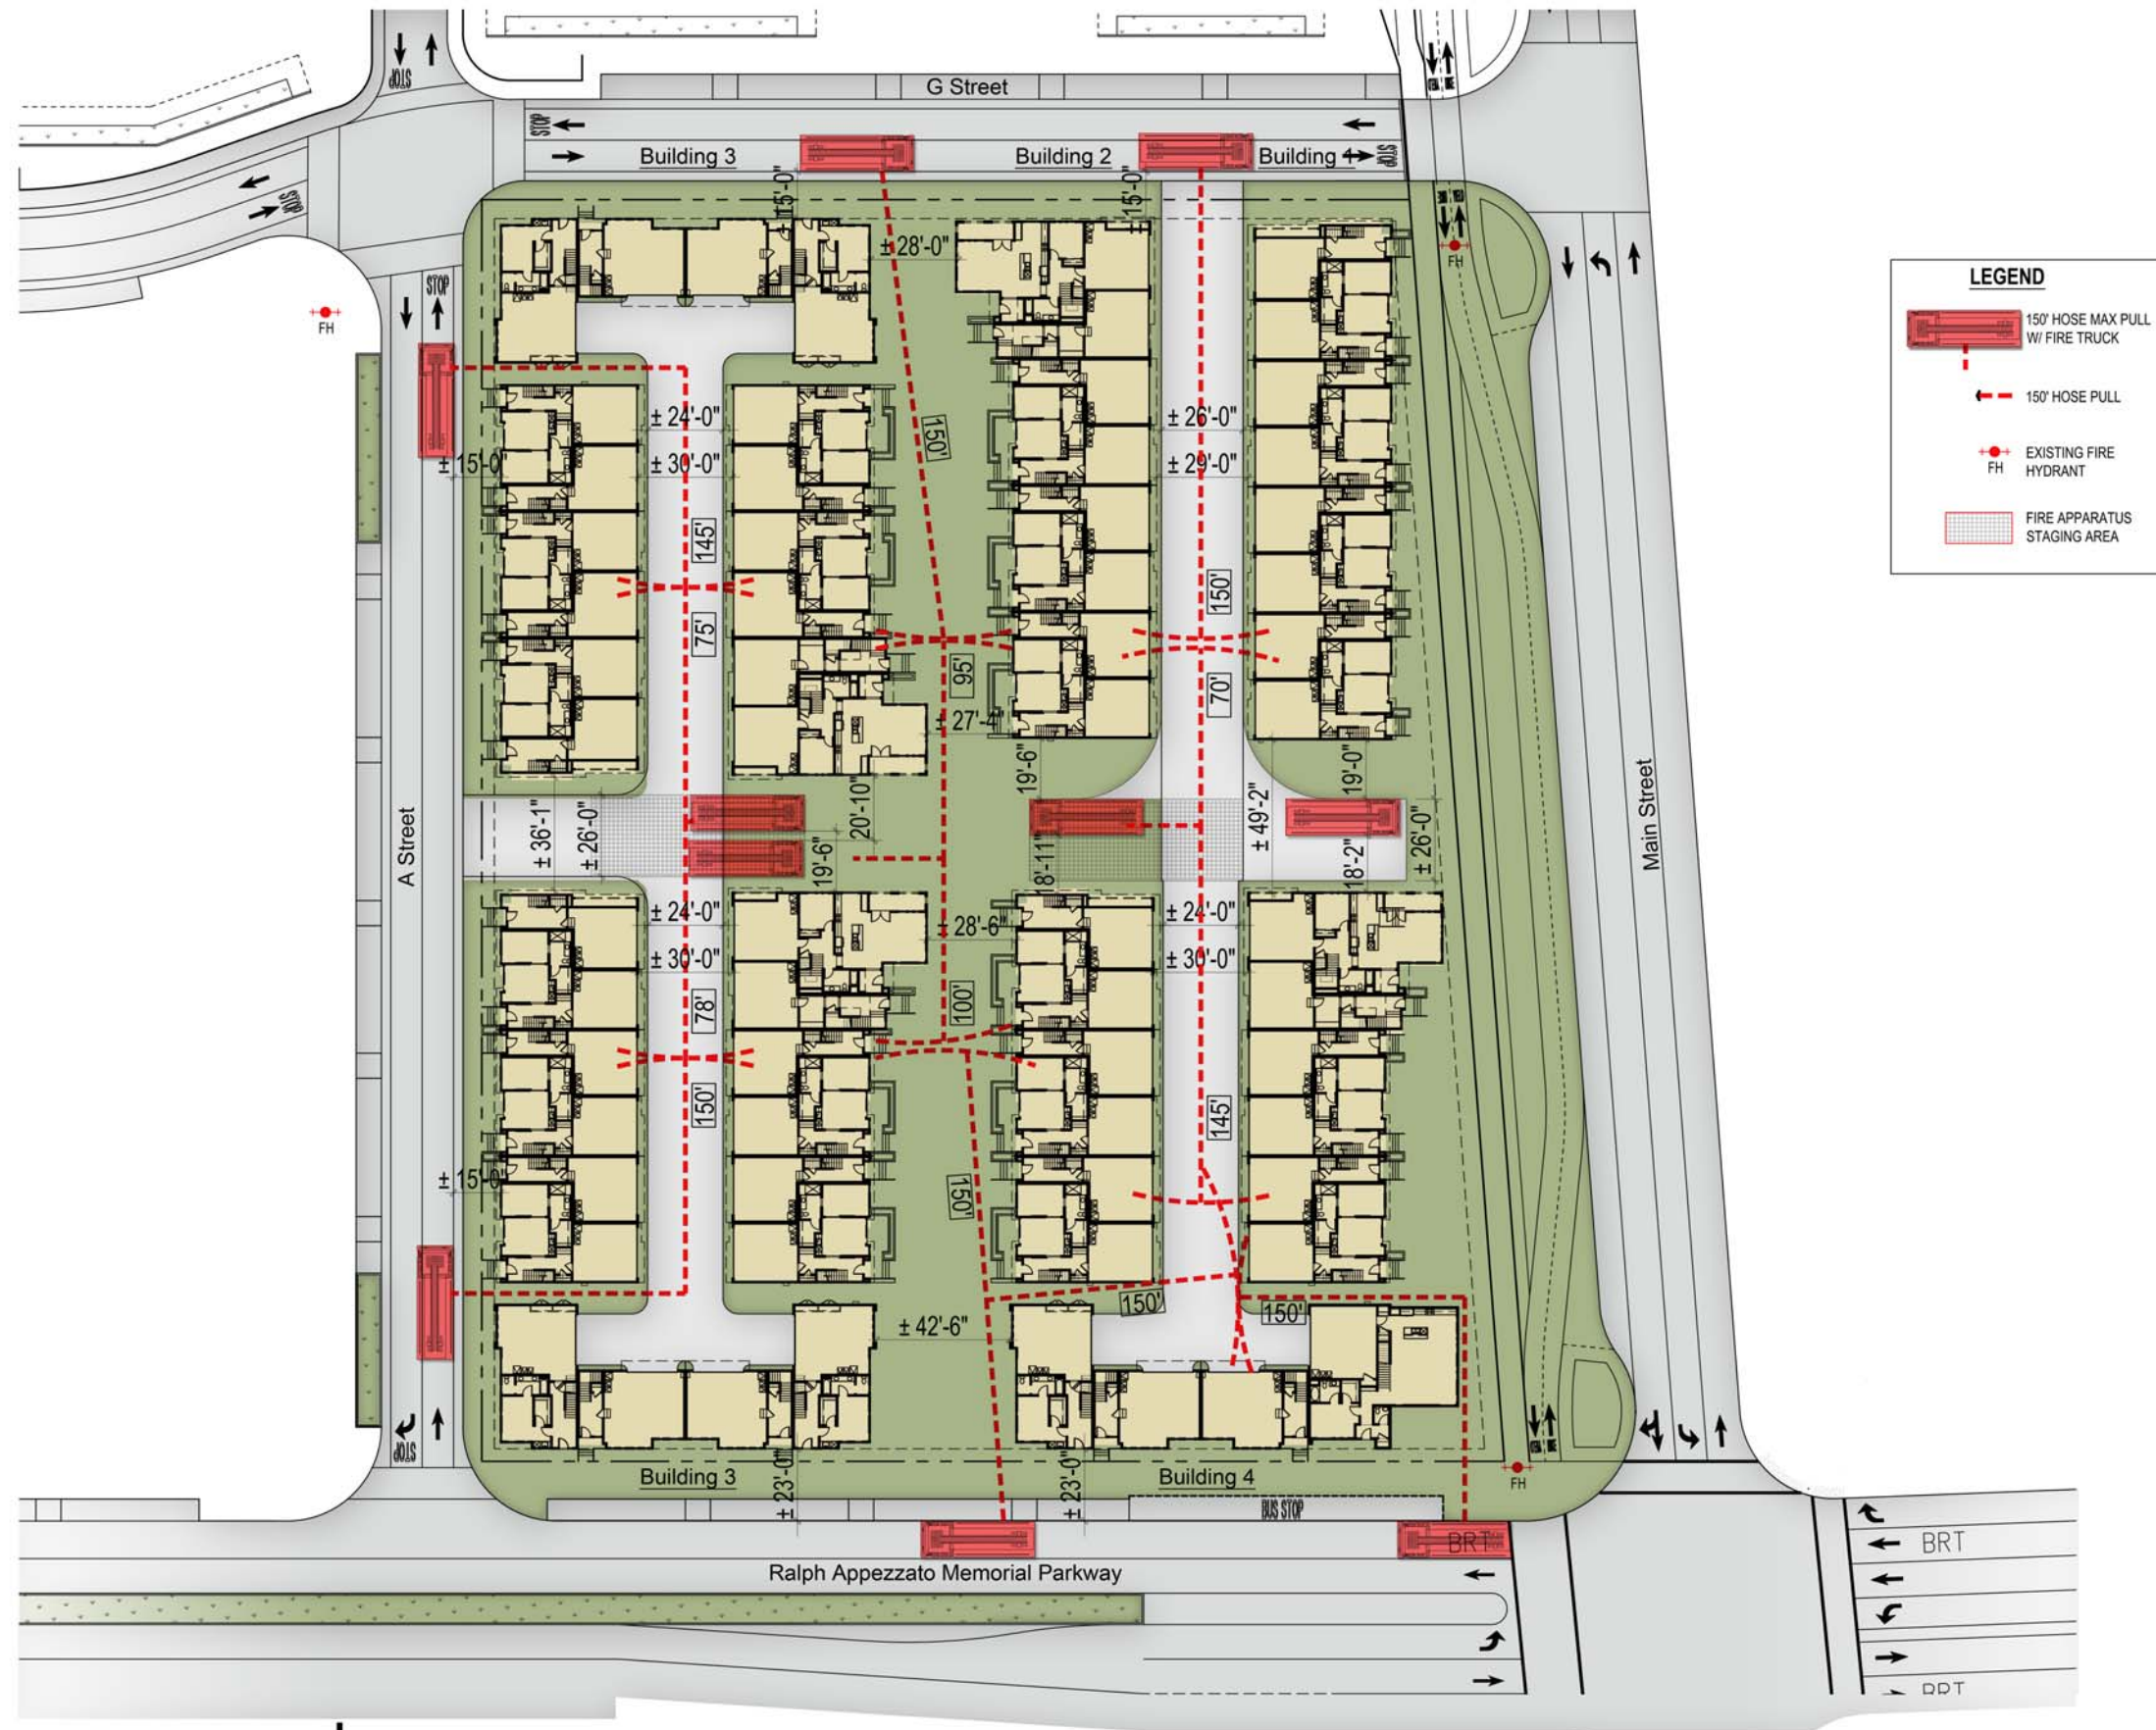 STOP
G Street
STOP
Building 3
Building 2
Building 1
STOP
STOP
± 15'-0"
15'-0"
± 28'-0"
FH
STOP
FH
LEGEND
150' HOSE MAX PULL
W/ FIRE TRUCK
150' HOSE PULL
FH
EXISTING FIRE
HYDRANT
FIRE APPARATUS
STAGING AREA
± 24'-0"
150'
± 26'-0"
± 15'-0"
± 30'-0"
± 29'-0"
145'
150'
75'
95'
70'
± 27'-4"
19'-6"
19'-0"
A Street
± 36'-1"
± 26'-0"
20'-10"
19'-6"
18'-11"
± 49'-2"
18'-2"
± 26'-0"
Main Street
± 24'-0"
± 28'-6"
± 24'-0"
± 30'-0"
± 30'-0"
78'
100'
150'
145'
± 15'-0"
150'
150'
150'
± 42'-6"
STOP
Building 3
± 23'-0"
± 23'-0"
Building 4
FH
BUS STOP
BRT
BRT
Ralph Appezzato Memorial Parkway
BRT